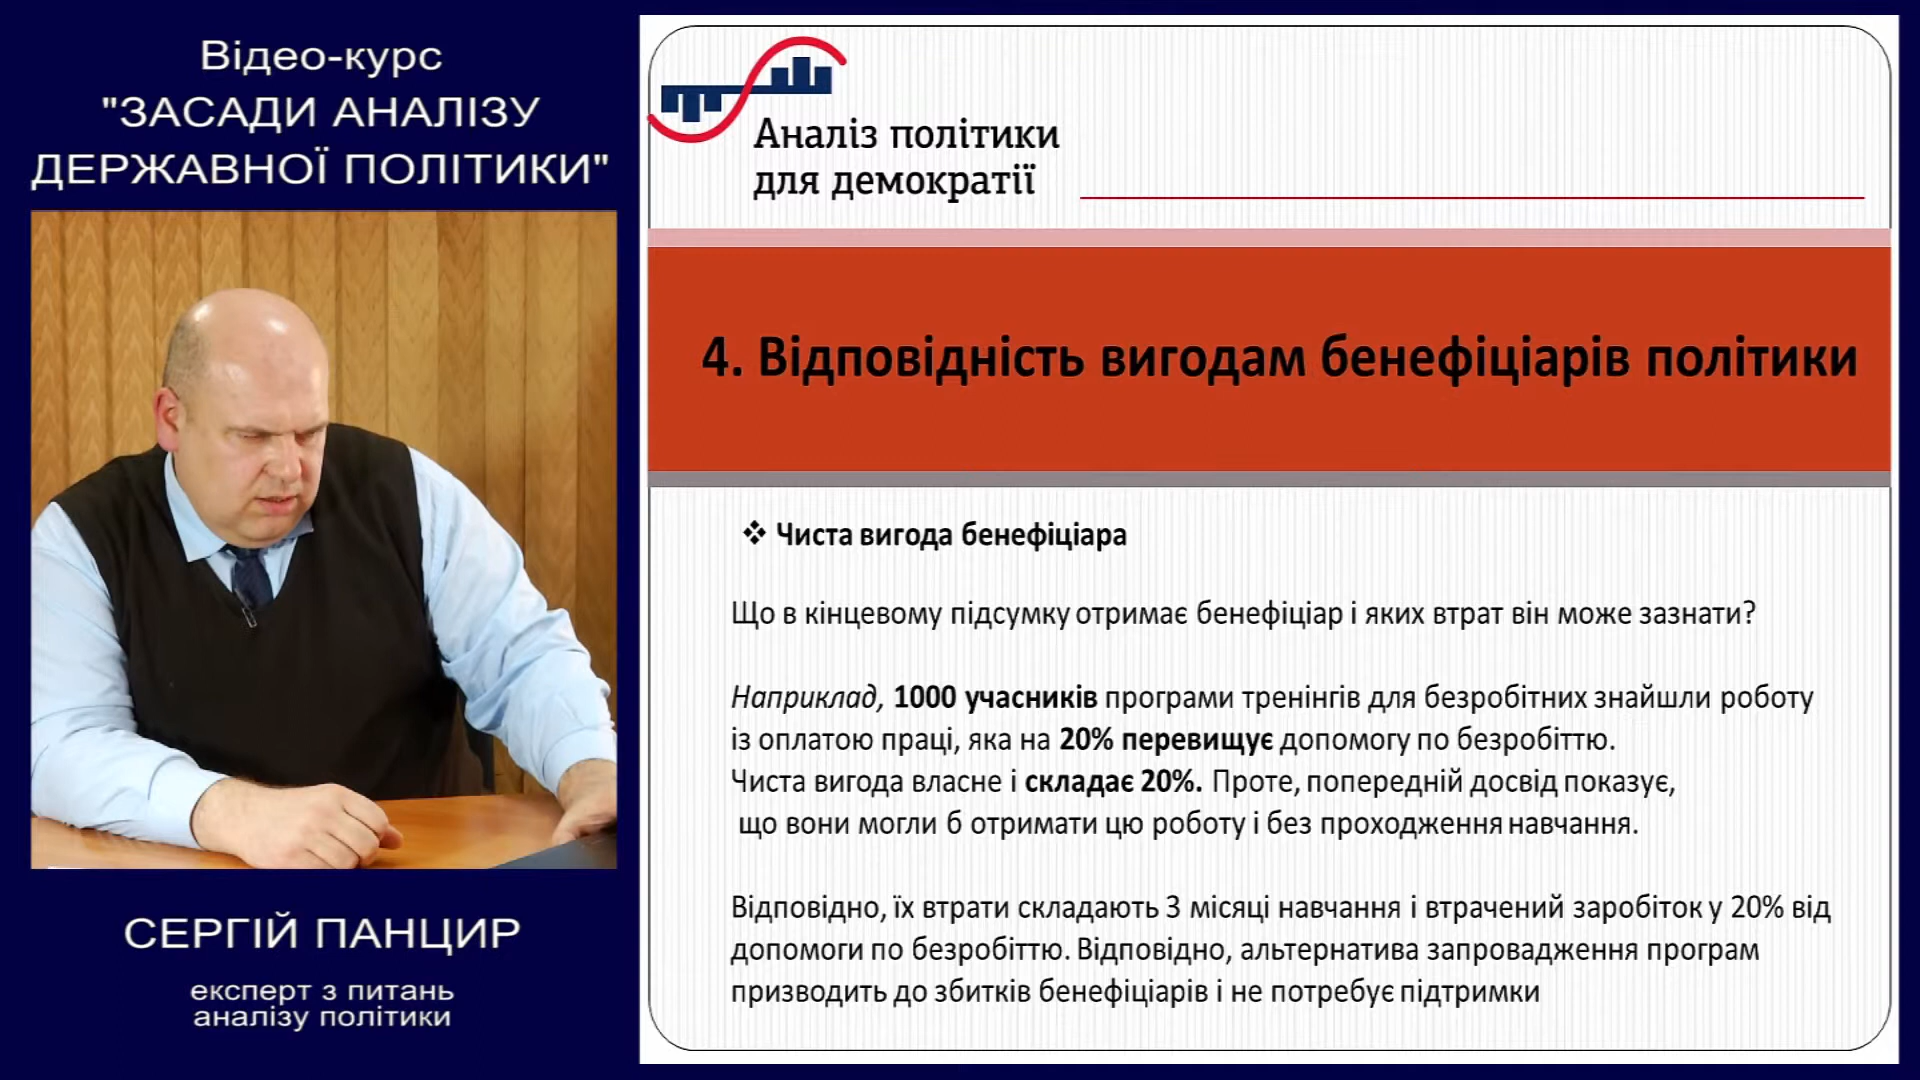 Відео-курс
"ЗАСАДИ АНАЛІЗУ
ДЕРЖАВНОЇ ПОЛІТИКИ"
СЕРГІЙ ПАНЦИР
експерт з питань
аналізу політики
Аналіз політики
для демократії
4. Відповідність вигодам бенефіціарів політики
❖ Чиста вигода бенефіціара
Що в кінцевому підсумку отримає бенефіціар і яких втрат він може зазнати?
Наприклад, 1000 учасників програми тренінгів для безробітних знайшли роботу
із оплатою праці, яка на 20% перевищує допомогу по безробіттю.
Чиста вигода власне і складає 20%. Проте, попередній досвід показує,
що вони могли б отримати цю роботу і без проходження навчання.
Відповідно, їх втрати складають 3 місяці навчання і втрачений заробіток у 20% від
допомоги по безробіттю. Відповідно, альтернатива запровадження програм
призводить до збитків бенефіціарів і не потребує підтримки